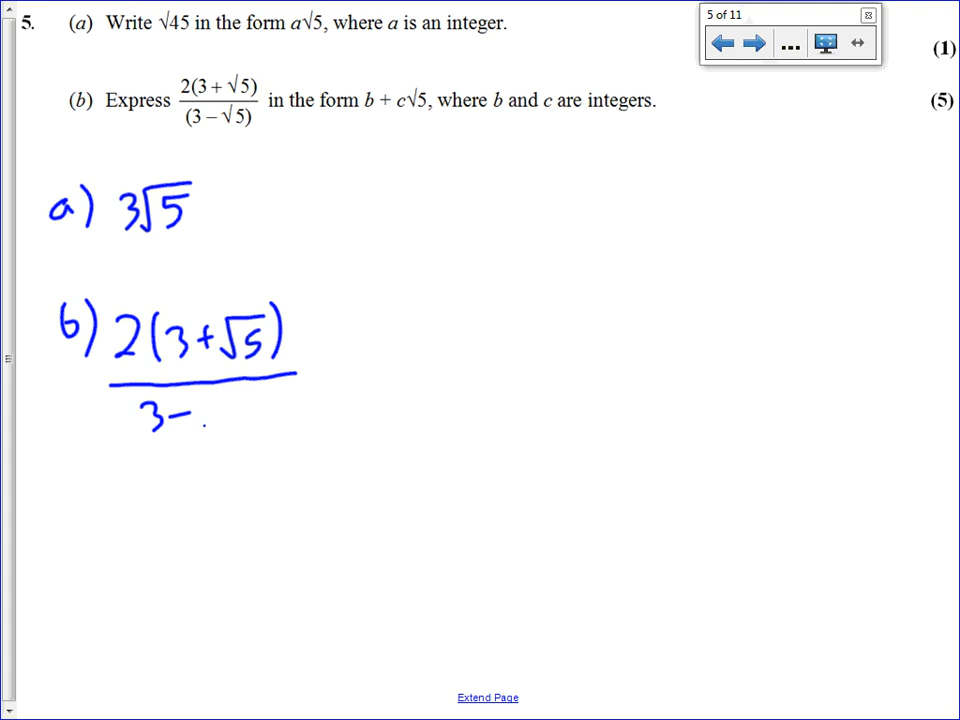 5. (a) Write √45 in the form a√5, where a is an integer.
(1)
(b) Express 2(3 + √5)/(3 – √5) in the form b + c√5, where b and c are integers.
(5)
5 of 11
...
a) 3√5
b) 2(3+√5)
3-
Extend Page